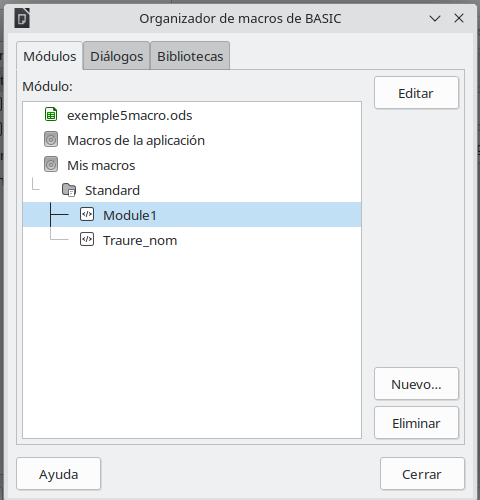 Organizador de macros de BASIC
Módulos
Diálogos
Bibliotecas
Módulo:
Editar
exemple5macro.ods
Macros de la aplicación
Mis macros
Standard
Module1
Traure_nom
Nuevo...
Eliminar
Ayuda
Cerrar